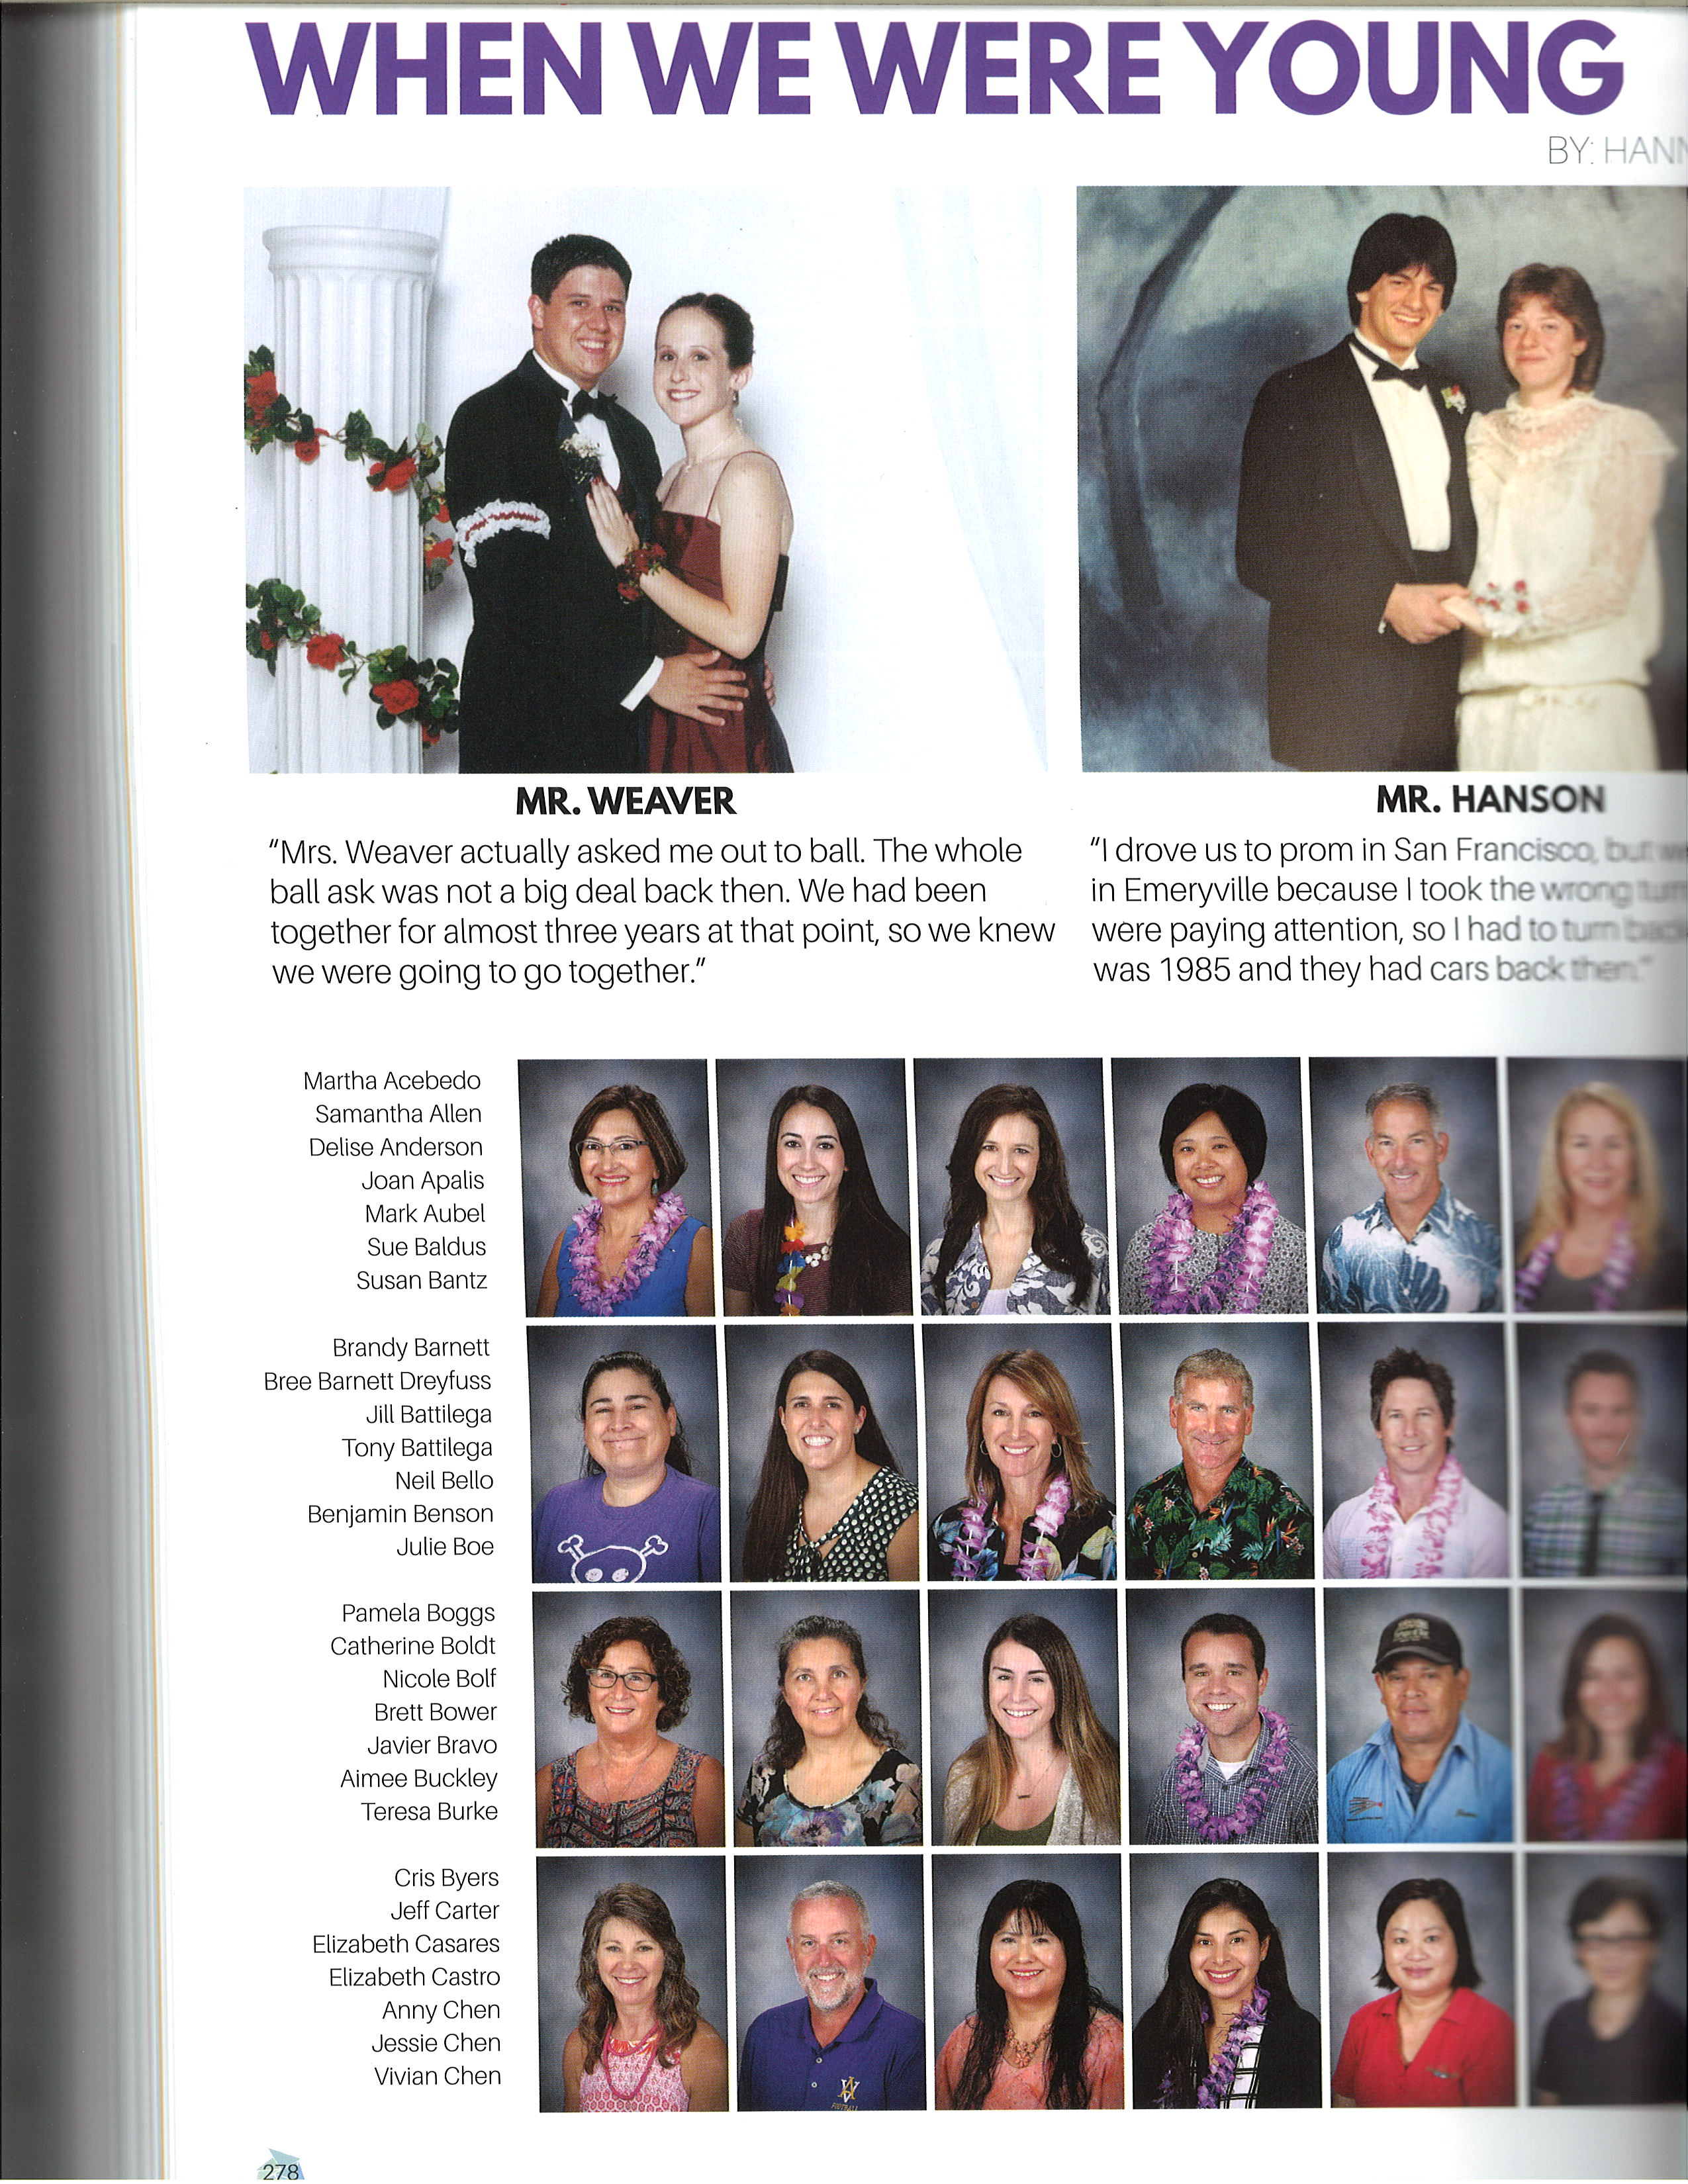 WHEN WE WERE YOUNG
BY: HANN
MR. WEAVER
"Mrs. Weaver actually asked me out to ball. The whole
ball ask was not a big deal back then. We had been
together for almost three years at that point, so we knew
we were going to go together."
MR. HANSON
"I drove us to prom in San Francisco, but
in Emeryville because I took the wrong turn
were paying attention, so I had to turn back
was 1985 and they had cars back then."
Martha Acebedo
Samantha Allen
Delise Anderson
Joan Apalis
Mark Aubel
Sue Baldus
Susan Bantz
Brandy Barnett
Bree Barnett Dreyfuss
Jill Battilega
Tony Battilega
Neil Bello
Benjamin Benson
Julie Boe
Pamela Boggs
Catherine Boldt
Nicole Bolf
Brett Bower
Javier Bravo
Aimee Buckley
Teresa Burke
Cris Byers
Jeff Carter
Elizabeth Casares
Elizabeth Castro
Anny Chen
Jessie Chen
Vivian Chen
AV
FOOTBALL
278